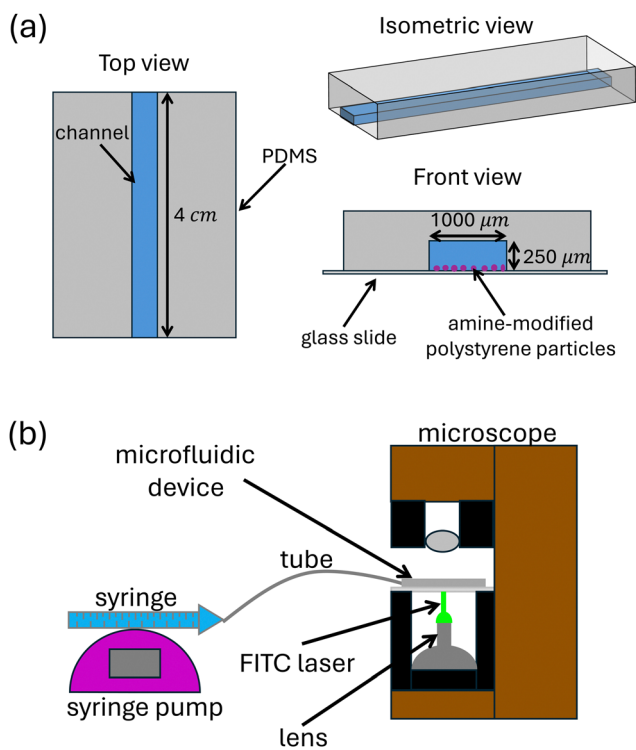 (a)
Top view
channel
4 cm
PDMS
Isometric view
Front view
1000 μm
250 μm
glass slide
amine-modified
polystyrene particles
(b)
microfluidic
device
tube
syringe
syringe pump
FITC laser
lens
microscope